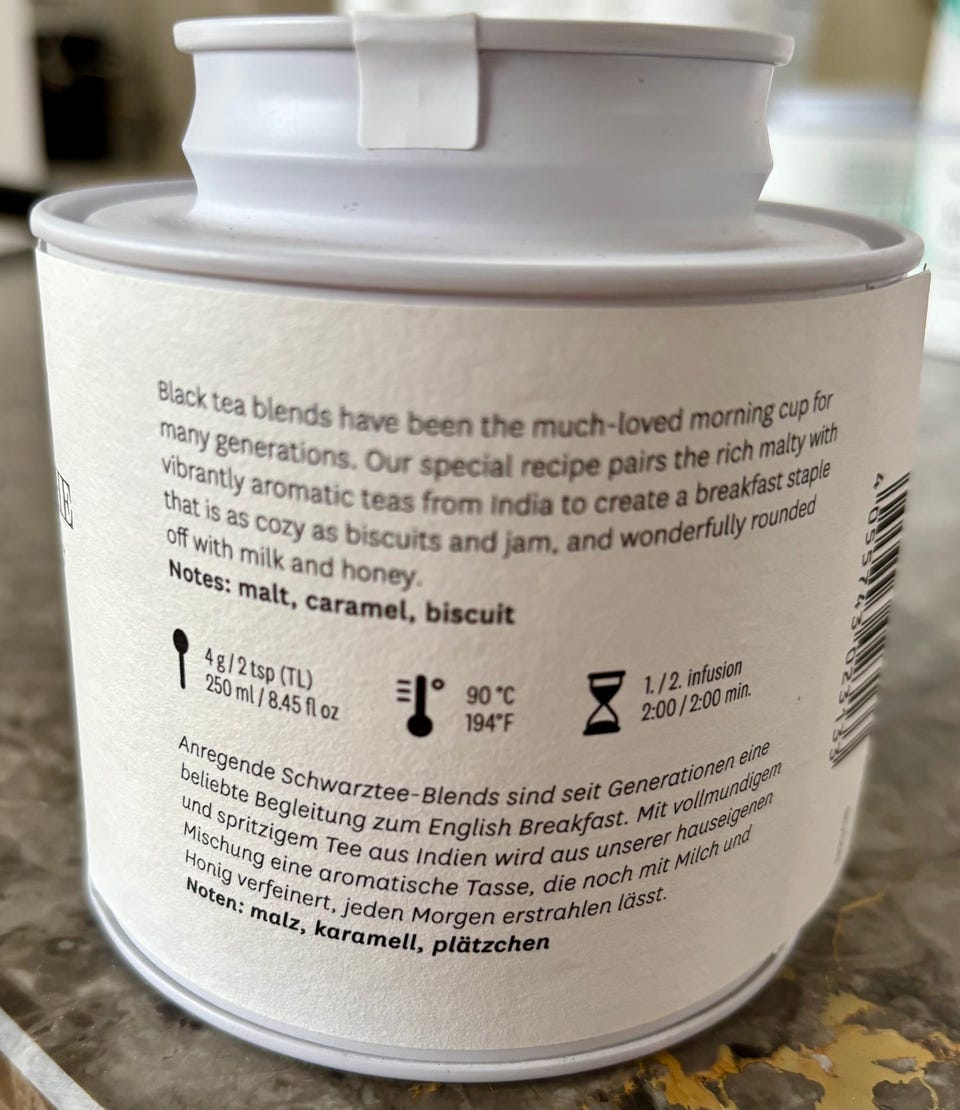 Black tea blends have been the much-loved morning cup for
many generations. Our special recipe pairs the rich malty with
vibrantly aromatic teas from India to create a breakfast staple
that is as cozy as biscuits and jam, and wonderfully rounded
off with milk and honey.
Notes: malt, caramel, biscuit
4 g / 2 tsp (TL)
250 ml / 8.45 fl oz
90 °C
194°F
1. / 2. infusion
2:00 / 2:00 min.
Anregende Schwarztee-Blends sind seit Generationen eine
beliebte Begleitung zum English Breakfast. Mit vollmundigem
und spritzigem Tee aus Indien wird aus unserer hauseigenen
Mischung eine aromatische Tasse, die noch mit Milch und
Honig verfeinert, jeden Morgen erstrahlen lässt.
Noten: malz, karamell, plätzchen